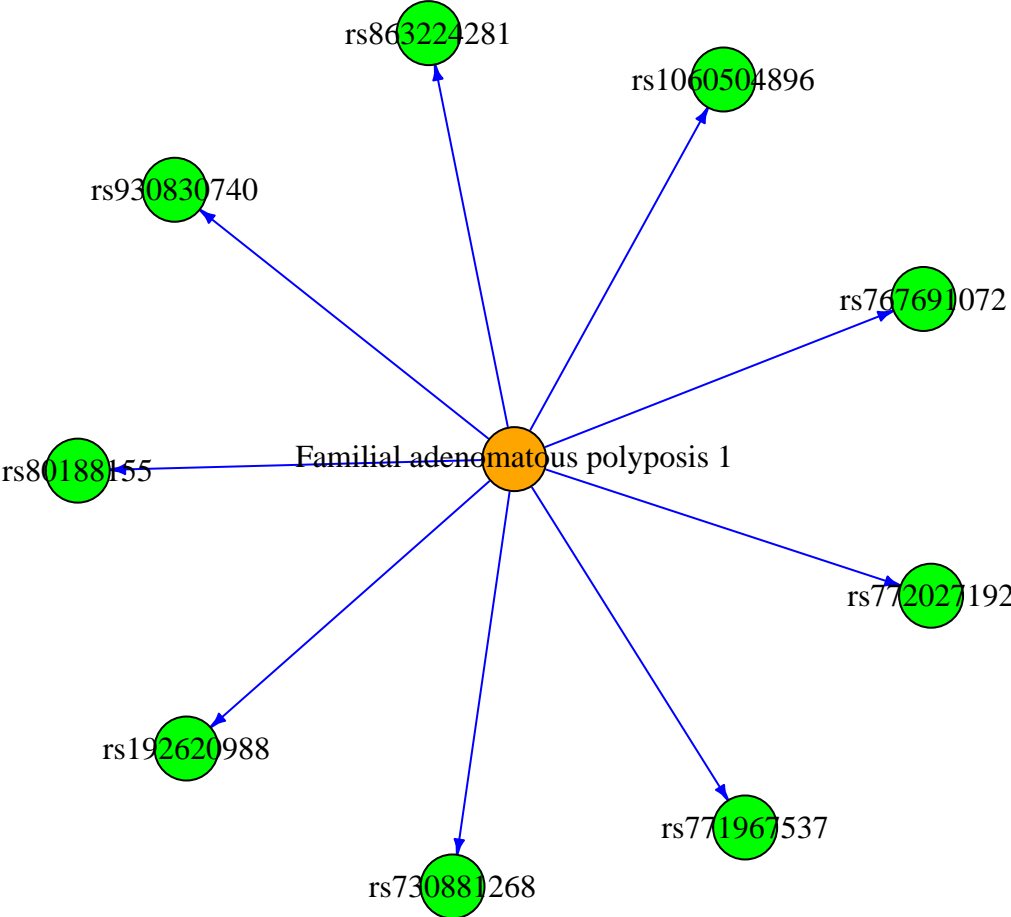 rs863224281
rs1060504896
rs930830740
rs767691072
Familial adenomatous polyposis 1
rs80188155
rs772027192
rs192620988
rs771967537
rs730881268